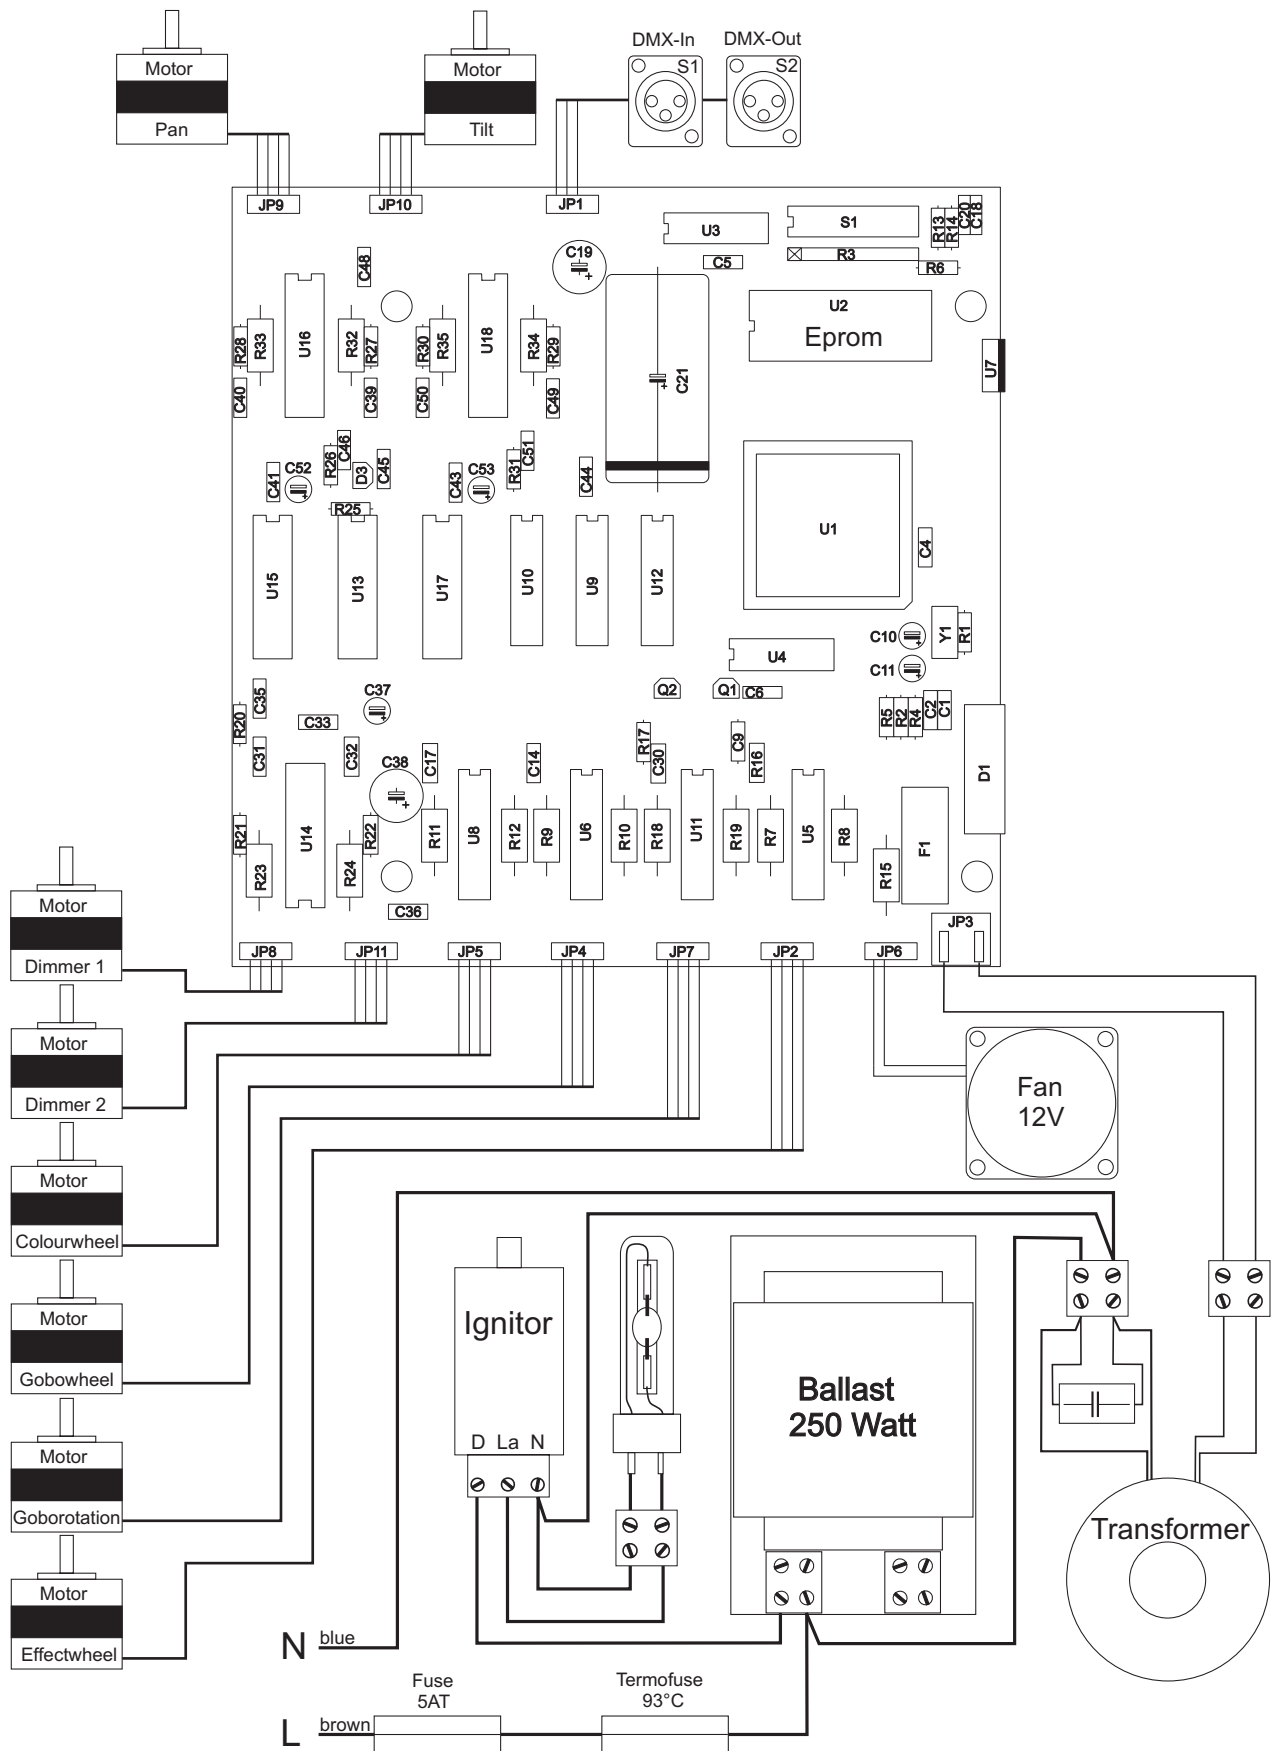 DMX-In DMX-Out
S1 S2
Motor
Pan
Motor
Tilt
JP9 JP10 JP1
U3
S1
R13
R14
C20
C18
C48
C19
C5
R3
R6
U2
Eprom
R28
R33
U16
R32
R27
R30
R35
U18
R34
R29
C21
U7
C40
C39
C50
C49
C41
C52
R26
C46
D3
C45
C43
C53
R31
C51
C44
R25
U15
U13
U17
U10
U9
U12
U1
C4
C10
Y1
R1
C11
U4
Q2
Q1
C6
C35
R20
C33
C37
R5
R2
R4
C2
C1
C31
C32
C38
C17
C14
R17
C30
C9
R16
D1
R21
R23
U14
R24
R22
R11
U8
R12
R9
U6
R10
R18
U11
R19
R7
U5
R8
R15
F1
C36
JP3
JP8 JP11 JP5 JP4 JP7 JP2 JP6
Motor
Dimmer 1
Motor
Dimmer 2
Motor
Colourwheel
Motor
Gobowheel
Motor
Goborotation
Motor
Effectwheel
Fan
12V
Ignitor
D La N
Ballast
250 Watt
Transformer
N blue
Fuse
5AT
Termofuse
93°C
L brown